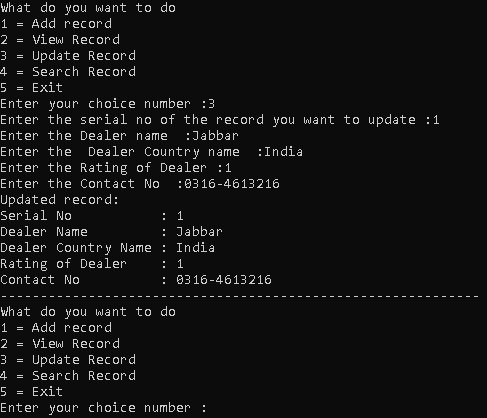 What do you want to do
1 = Add record
2 = View Record
3 = Update Record
4 = Search Record
5 = Exit
Enter your choice number :3
Enter the serial no of the record you want to update :1
Enter the Dealer name  :Jabbar
Enter the  Dealer Country name  :India
Enter the Rating of Dealer :1
Enter the Contact No  :0316-4613216
Updated record:
Serial No           : 1
Dealer Name         : Jabbar
Dealer Country Name : India
Rating of Dealer    : 1
Contact No          : 0316-4613216
------------------------------------------------------------
What do you want to do
1 = Add record
2 = View Record
3 = Update Record
4 = Search Record
5 = Exit
Enter your choice number :